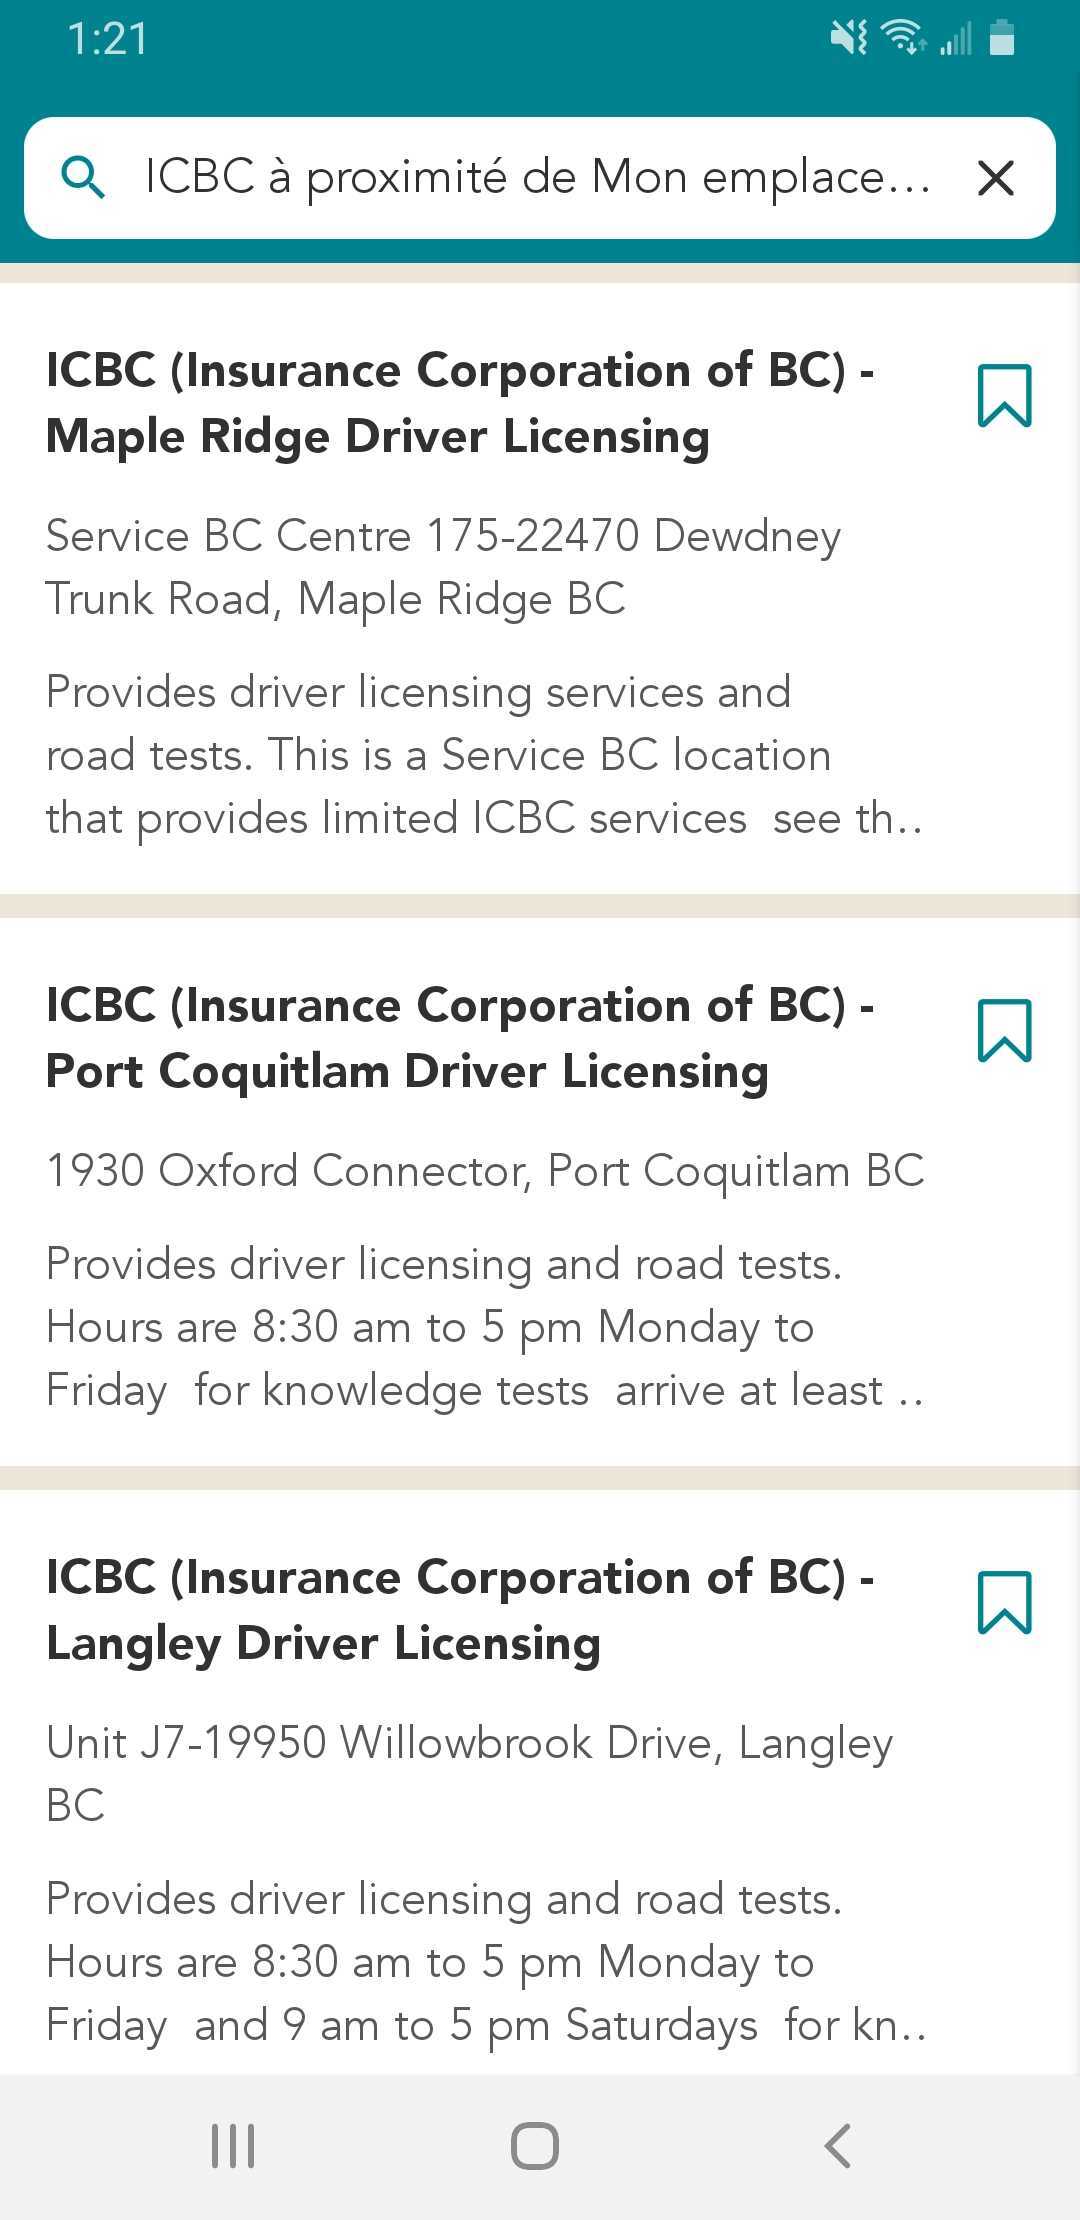 1:21
ICBC à proximité de Mon emplace...
ICBC (Insurance Corporation of BC) -
Maple Ridge Driver Licensing
Service BC Centre 175-22470 Dewdney
Trunk Road, Maple Ridge BC
Provides driver licensing services and
road tests. This is a Service BC location
that provides limited ICBC services  see th..
ICBC (Insurance Corporation of BC) -
Port Coquitlam Driver Licensing
1930 Oxford Connector, Port Coquitlam BC
Provides driver licensing and road tests.
Hours are 8:30 am to 5 pm Monday to
Friday  for knowledge tests  arrive at least ..
ICBC (Insurance Corporation of BC) -
Langley Driver Licensing
Unit J7-19950 Willowbrook Drive, Langley
BC
Provides driver licensing and road tests.
Hours are 8:30 am to 5 pm Monday to
Friday  and 9 am to 5 pm Saturdays  for kn..